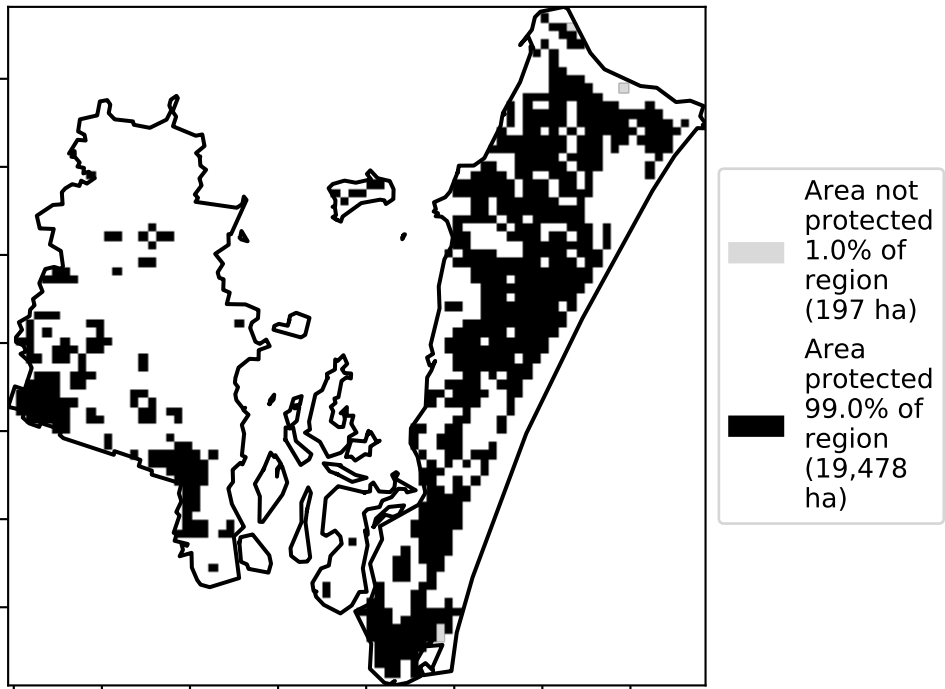 Area not
protected
1.0% of
region
(197 ha)
Area
protected
99.0% of
region
(19,478
ha)